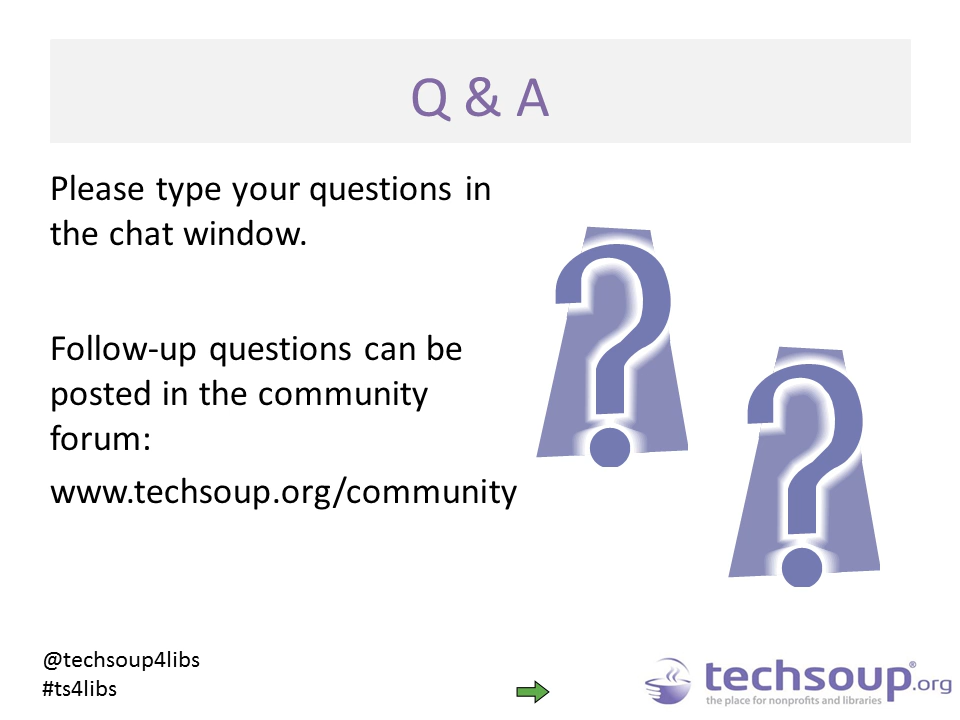 Q & A
Please type your questions in
the chat window.
Follow-up questions can be
posted in the community
forum:
www.techsoup.org/community
? ?
@techsoup4libs
#ts4libs
techsoup®.org
the place for nonprofits and libraries